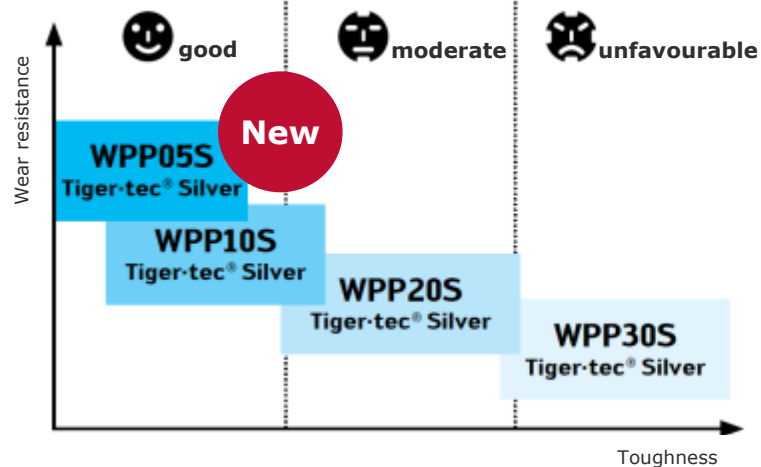 good
moderate
unfavourable
Wear resistance
New
WPP05S
Tiger·tec® Silver
WPP10S
Tiger·tec® Silver
WPP20S
Tiger·tec® Silver
WPP30S
Tiger·tec® Silver
Toughness